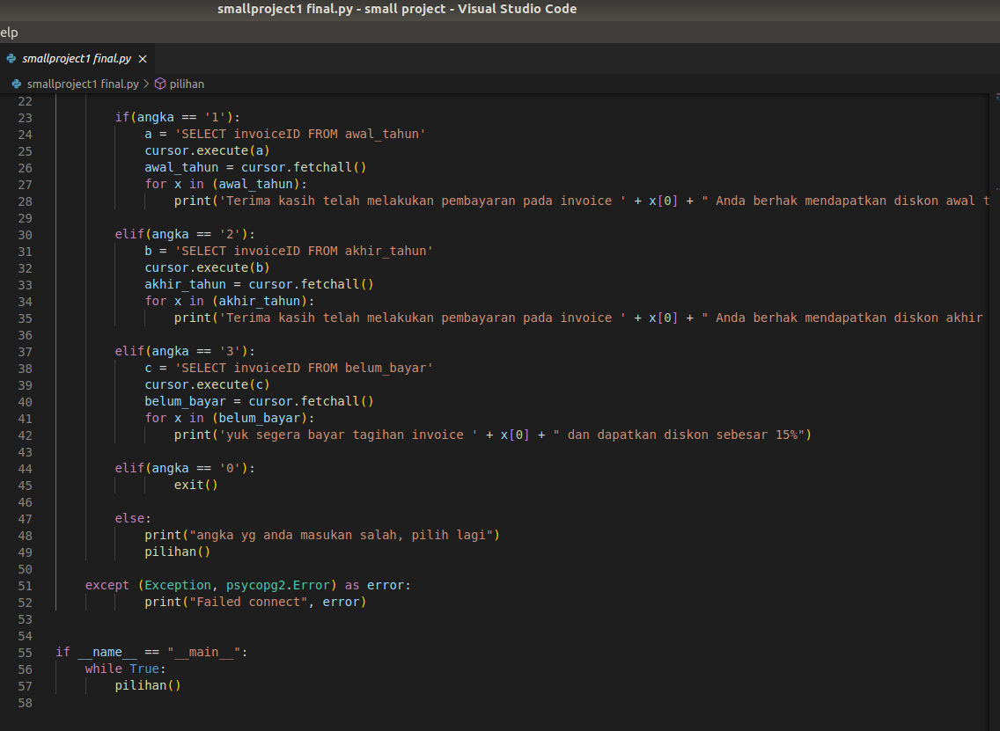 smallproject1 final.py - small project - Visual Studio Code
elp
smallproject1 final.py ×
smallproject1 final.py > pilihan
22
23 if(angka == '1'):
24 a = 'SELECT invoiceID FROM awal_tahun'
25 cursor.execute(a)
26 awal_tahun = cursor.fetchall()
27 for x in (awal_tahun):
28 print('Terima kasih telah melakukan pembayaran pada invoice ' + x[0] + " Anda berhak mendapatkan diskon awal t
29
30 elif(angka == '2'):
31 b = 'SELECT invoiceID FROM akhir_tahun'
32 cursor.execute(b)
33 akhir_tahun = cursor.fetchall()
34 for x in (akhir_tahun):
35 print('Terima kasih telah melakukan pembayaran pada invoice ' + x[0] + " Anda berhak mendapatkan diskon akhir
36
37 elif(angka == '3'):
38 c = 'SELECT invoiceID FROM belum_bayar'
39 cursor.execute(c)
40 belum_bayar = cursor.fetchall()
41 for x in (belum_bayar):
42 print('yuk segera bayar tagihan invoice ' + x[0] + " dan dapatkan diskon sebesar 15%")
43
44 elif(angka == '0'):
45 exit()
46
47 else:
48 print("angka yg anda masukan salah, pilih lagi")
49 pilihan()
50
51 except (Exception, psycopg2.Error) as error:
52 print("Failed connect", error)
53
54
55 if __name__ == "__main__":
56 while True:
57 pilihan()
58